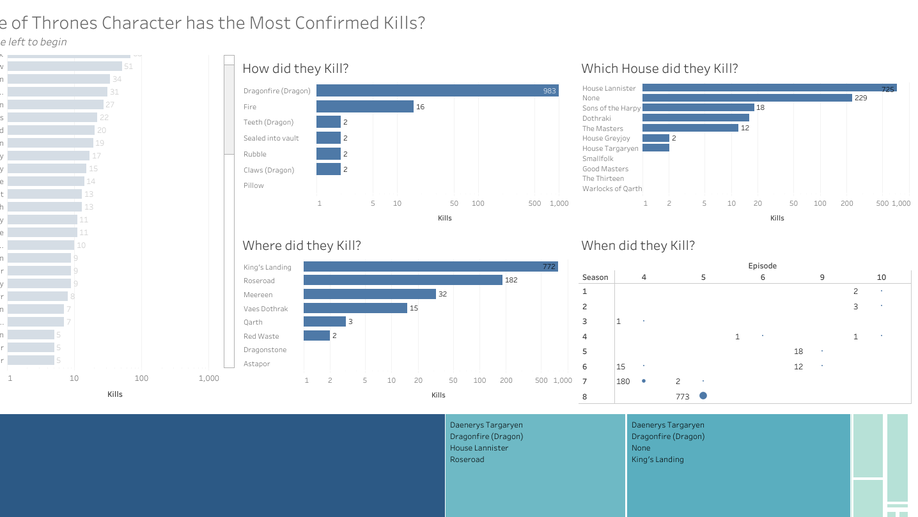 e of Thrones Character has the Most Confirmed Kills?
e left to begin
51
34
31
27
22
20
19
17
15
14
13
13
11
11
10
9
9
9
8
7
7
5
5
5
1 10 100 1,000
Kills
How did they Kill?
Dragonfire (Dragon) 983
Fire 16
Teeth (Dragon) 2
Sealed into vault 2
Rubble 2
Claws (Dragon) 2
Pillow
1 5 10 50 100 500 1,000
Kills
Which House did they Kill?
House Lannister 725
None 229
Sons of the Harpy 18
Dothraki
The Masters 12
House Greyjoy 2
House Targaryen
Smallfolk
Good Masters
The Thirteen
Warlocks of Qarth
1 2 5 10 20 50 100 200 500 1,000
Kills
Where did they Kill?
King's Landing 772
Roseroad 182
Meereen 32
Vaes Dothrak 15
Qarth 3
Red Waste 2
Dragonstone
Astapor
1 2 5 10 20 50 100 200 500 1,000
Kills
When did they Kill?
Episode
Season 4 5 6 9 10
1 2
2 3
3 1
4 1 1
5 18
6 15 12
7 180 2
8 773
Daenerys Targaryen
Dragonfire (Dragon)
House Lannister
Roseroad
Daenerys Targaryen
Dragonfire (Dragon)
None
King's Landing